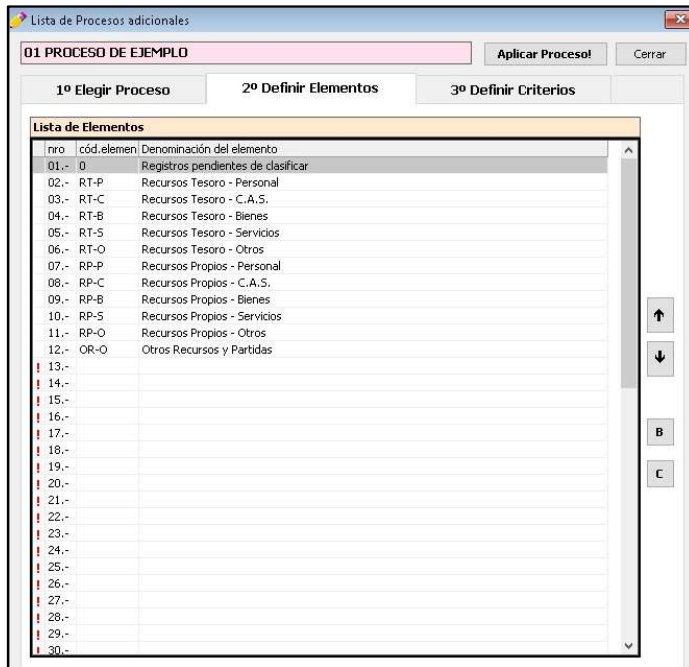 Lista de Procesos adicionales
01 PROCESO DE EJEMPLO
Aplicar Proceso!
Cerrar
1º Elegir Proceso
2º Definir Elementos
3º Definir Criterios
Lista de Elementos
nro cód.elemen Denominación del elemento
01.- 0 Registros pendientes de clasificar
02.- RT-P Recursos Tesoro - Personal
03.- RT-C Recursos Tesoro - C.A.S.
04.- RT-B Recursos Tesoro - Bienes
05.- RT-S Recursos Tesoro - Servicios
06.- RT-O Recursos Tesoro - Otros
07.- RP-P Recursos Propios - Personal
08.- RP-C Recursos Propios - C.A.S.
09.- RP-B Recursos Propios - Bienes
10.- RP-S Recursos Propios - Servicios
11.- RP-O Recursos Propios - Otros
12.- OR-O Otros Recursos y Partidas
! 13.-
! 14.-
! 15.-
! 16.-
! 17.-
! 18.-
! 19.-
! 20.-
! 21.-
! 22.-
! 23.-
! 24.-
! 25.-
! 26.-
! 27.-
! 28.-
! 29.-
! 30.-
B
C